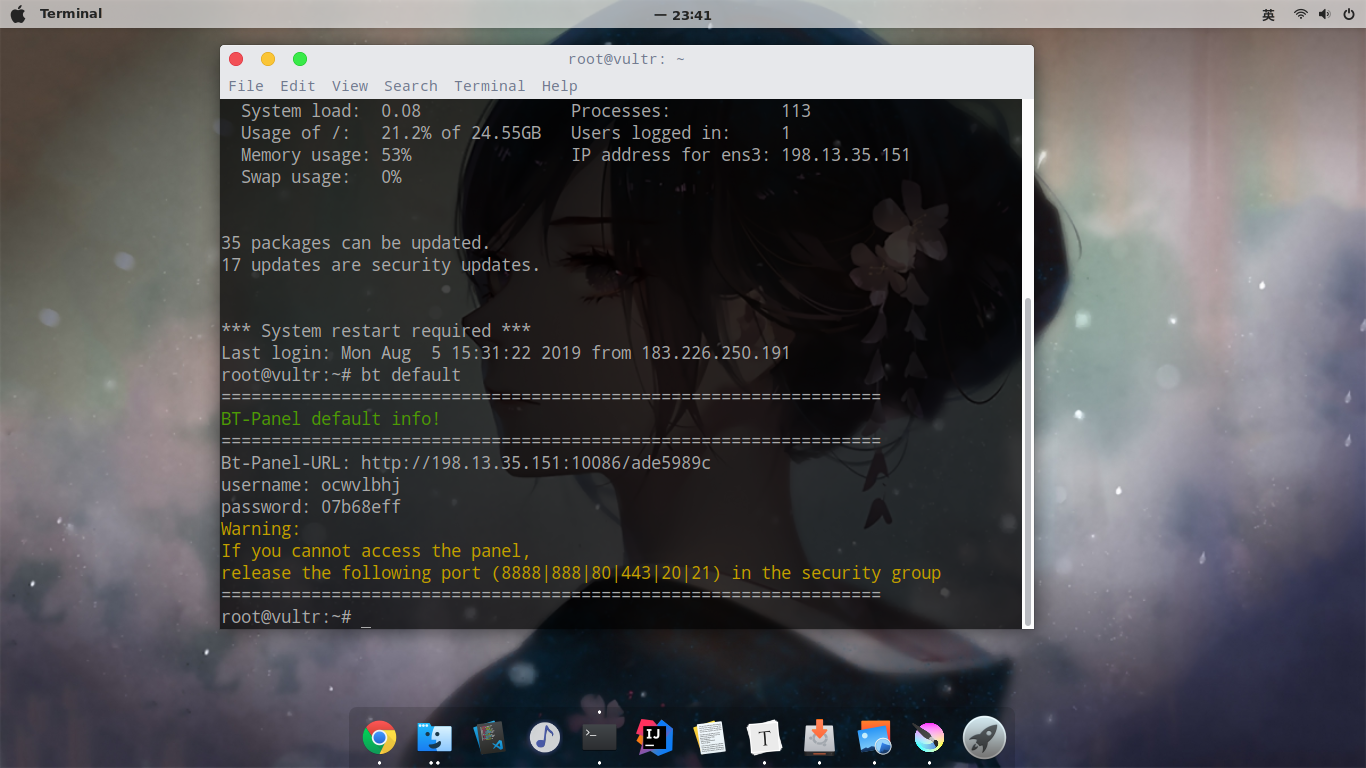 Terminal
一 23:41
英
root@vultr: ~
File Edit View Search Terminal Help
System load: 0.08 Processes: 113
Usage of /: 21.2% of 24.55GB Users logged in: 1
Memory usage: 53% IP address for ens3: 198.13.35.151
Swap usage: 0%
35 packages can be updated.
17 updates are security updates.
*** System restart required ***
Last login: Mon Aug  5 15:31:22 2019 from 183.226.250.191
root@vultr:~# bt default
==================================================================
BT-Panel default info!
==================================================================
Bt-Panel-URL: http://198.13.35.151:10086/ade5989c
username: ocwvlbhj
password: 07b68eff
Warning:
If you cannot access the panel,
release the following port (8888|888|80|443|20|21) in the security group
==================================================================
root@vultr:~# _
>_
IJ
T